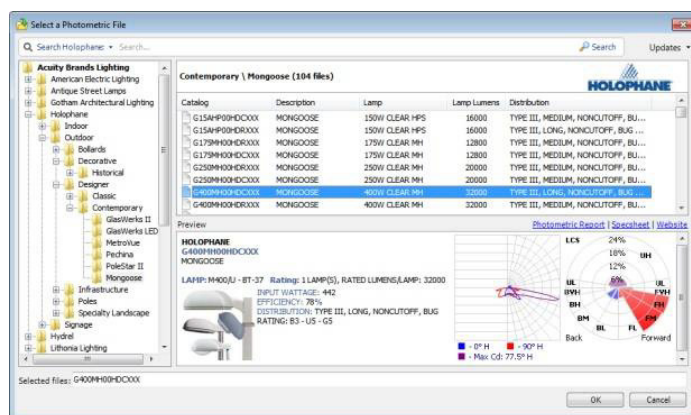 Select a Photometric File
Search Holophane: Search...
Search
Updates
Acuity Brands Lighting
American Electric Lighting
Antique Street Lamps
Gotham Architectural Lighting
Holophane
Indoor
Outdoor
Bollards
Decorative
Historical
Designer
Classic
Contemporary
GlasWerks II
GlasWerks LED
MetroVue
Pechina
PoleStar II
Mongoose
Infrastructure
Poles
Specialty Landscape
Signage
Hydrel
Lithonia Lighting
Contemporary \ Mongoose (104 files)
HOLOPHANE
Catalog Description Lamp Lamp Lumens Distribution
G15AHP00HDCXXX MONGOOSE 150W CLEAR HPS 16000 TYPE III, MEDIUM, NONCUTOFF, BU...
G15AHP00HDRXXX MONGOOSE 150W CLEAR HPS 16000 TYPE III, LONG, NONCUTOFF, BUG ...
G175MH00HDRXXX MONGOOSE 175W CLEAR MH 12800 TYPE III, MEDIUM, NONCUTOFF, BU...
G175MH00HDCXXX MONGOOSE 175W CLEAR MH 12800 TYPE III, MEDIUM, NONCUTOFF, BU...
G250MH00HDRXXX MONGOOSE 250W CLEAR MH 20000 TYPE III, MEDIUM, NONCUTOFF, BU...
G250MH00HDCXXX MONGOOSE 250W CLEAR MH 20000 TYPE III, MEDIUM, NONCUTOFF, BU...
G400MH00HDCXXX MONGOOSE 400W CLEAR MH 32000 TYPE III, LONG, NONCUTOFF, BUG ...
G400MH00HDRXXX MONGOOSE 400W CLEAR MH 32000 TYPE III, MEDIUM, NONCUTOFF, BU...
Preview
Photometric Report | Specsheet | Website
HOLOPHANE
G400MH00HDCXXX
MONGOOSE
LAMP: M400/U - BT-37 Rating: 1 LAMP(S), RATED LUMENS/LAMP: 32000
INPUT WATTAGE: 442
EFFICIENCY: 78%
DISTRIBUTION: TYPE III, LONG, NONCUTOFF, BUG
RATING: B3 - U5 - G5
- 0° H - 90° H
- Max Cd: 77.5° H
LCS 24%
18% UH
12%
6%
UL UL
BVH FVH
BH FH
BM FM
BL FL
Back Forward
Selected files: G400MH00HDCXXX
OK Cancel